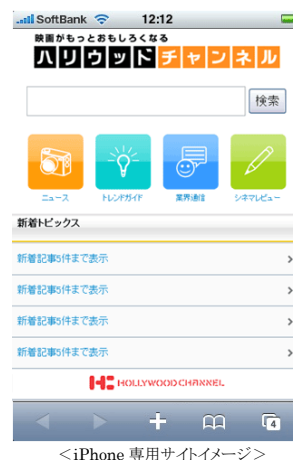 SoftBank 12:12
映画がもっとおもしろくなる
ハリウッドチャンネル
検索
ニュース トレンドガイド 業界通信 シネマレビュー
新着トピックス
新着記事5件まで表示
新着記事5件まで表示
新着記事5件まで表示
新着記事5件まで表示
HC HOLLYWOOD CHANNEL
4
<iPhone 専用サイトイメージ>